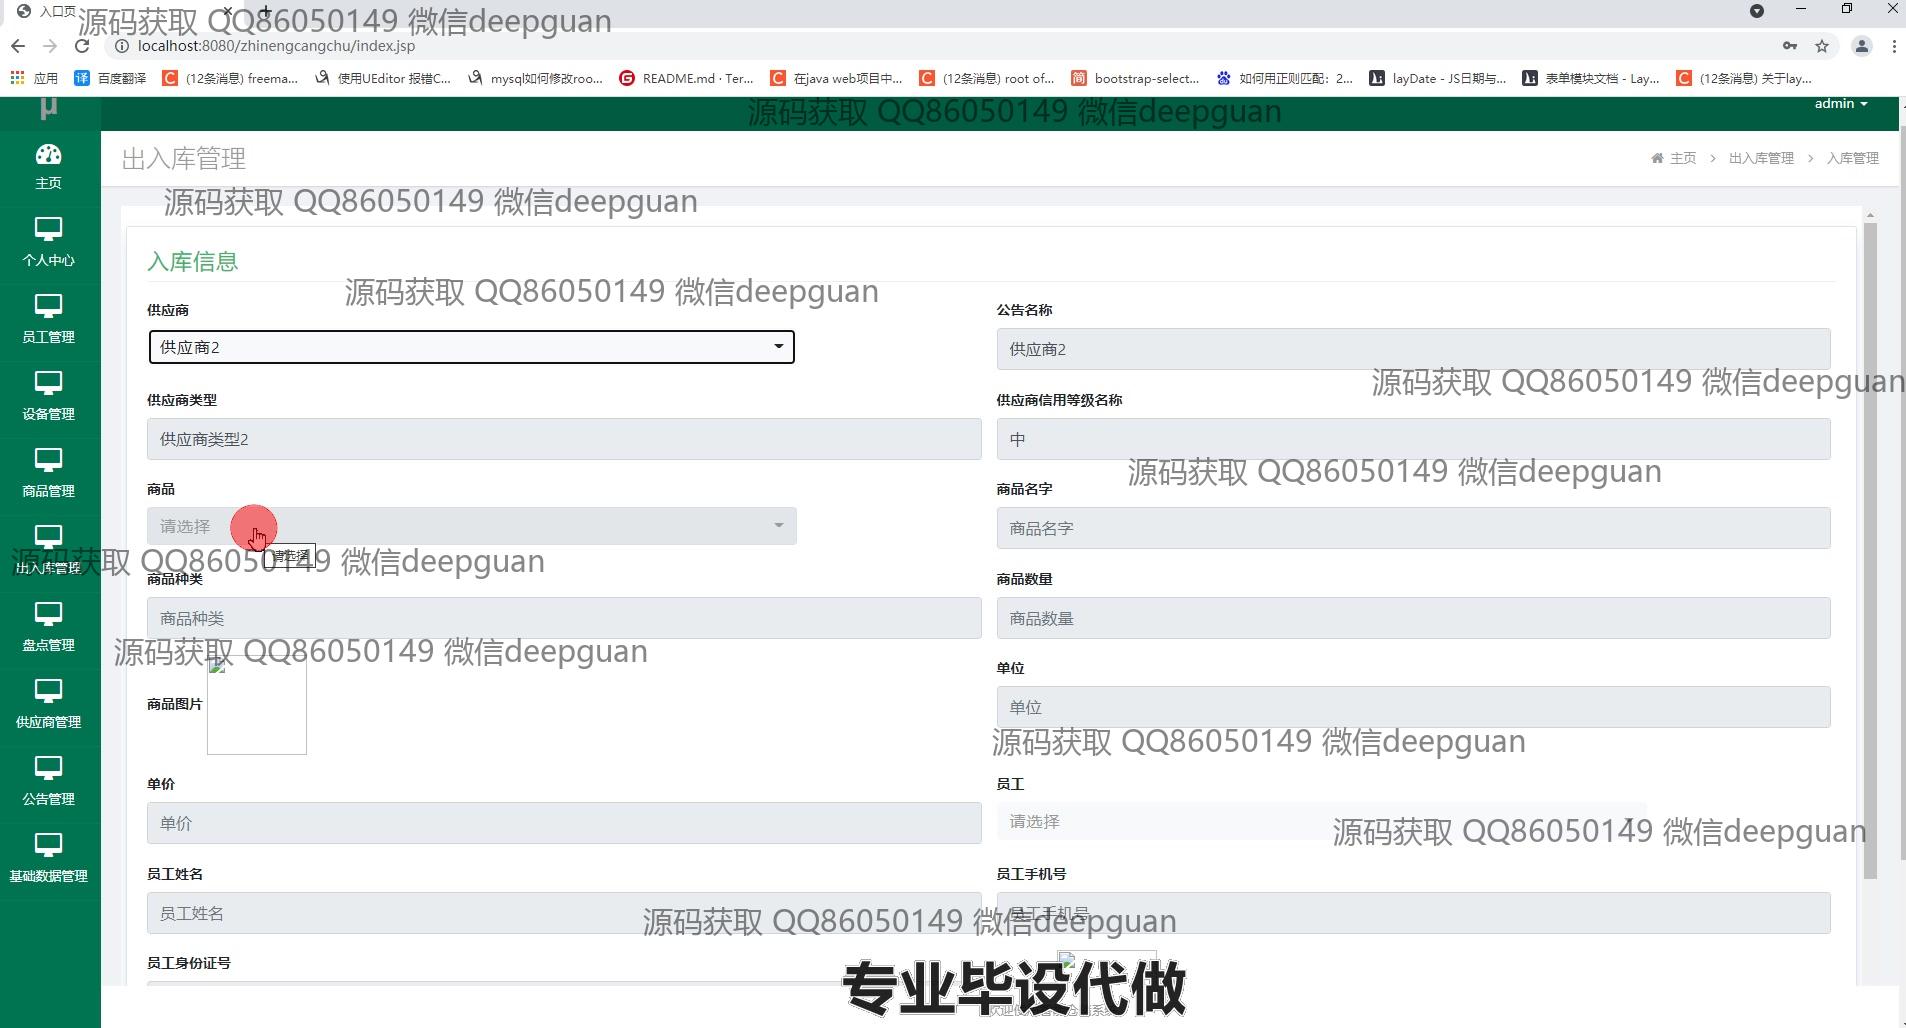 入口页
源码获取 QQ86050149 微信deepguan
localhost:8080/zhinengcangchu/index.jsp
应用
译 百度翻译
(12条消息) freema...
使用UEditor 报错C...
mysql如何修改roo...
README.md · Ter...
在java web项目中...
(12条消息) root of...
简 bootstrap-select...
如何用正则匹配：2...
layDate - JS日期与...
表单模块文档 - Lay...
(12条消息) 关于lay...
μ
源码获取 QQ86050149 微信deepguan
admin
主页
个人中心
员工管理
设备管理
商品管理
出入库管理
盘点管理
供应商管理
公告管理
基础数据管理
出入库管理
主页 > 出入库管理 > 入库管理
源码获取 QQ86050149 微信deepguan
入库信息
源码获取 QQ86050149 微信deepguan
供应商
供应商2
公告名称
供应商2
源码获取 QQ86050149 微信deepguan
供应商类型
供应商类型2
供应商信用等级名称
中
源码获取 QQ86050149 微信deepguan
商品
请选择
请选择
商品名字
商品名字
源码获取 QQ86050149 微信deepguan
商品种类
商品种类
商品数量
商品数量
源码获取 QQ86050149 微信deepguan
商品图片
单位
单位
源码获取 QQ86050149 微信deepguan
单价
单价
员工
请选择
源码获取 QQ86050149 微信deepguan
员工姓名
员工姓名
员工手机号
员工手机号
源码获取 QQ86050149 微信deepguan
员工身份证号
专业毕设代做